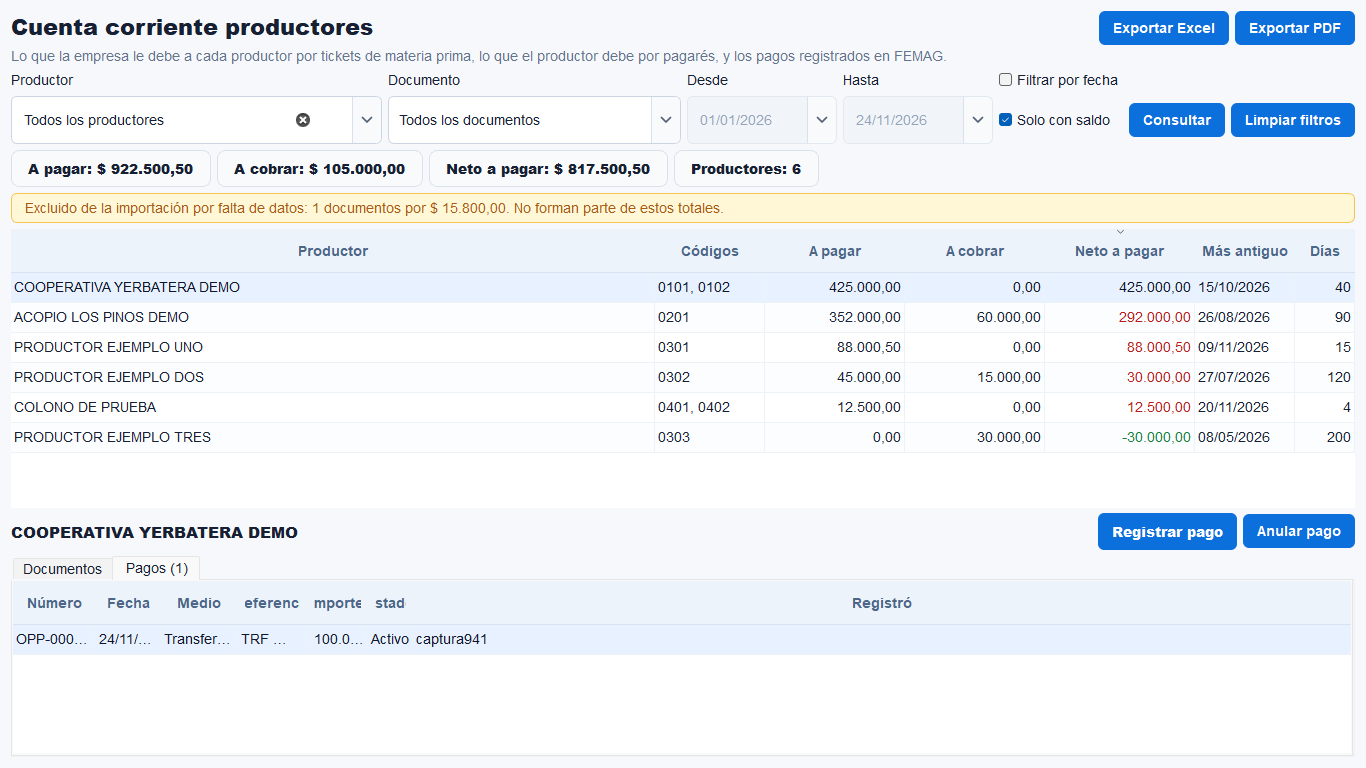 Cuenta corriente productores
Exportar Excel
Exportar PDF
Lo que la empresa le debe a cada productor por tickets de materia prima, lo que el productor debe por pagarés, y los pagos registrados en FEMAG.
Productor
Documento
Desde
Hasta
Filtrar por fecha
Todos los productores
Todos los documentos
01/01/2026
24/11/2026
Solo con saldo
Consultar
Limpiar filtros
A pagar: $ 922.500,50
A cobrar: $ 105.000,00
Neto a pagar: $ 817.500,50
Productores: 6
Excluido de la importación por falta de datos: 1 documentos por $ 15.800,00. No forman parte de estos totales.
Productor Códigos A pagar A cobrar Neto a pagar Más antiguo Días
COOPERATIVA YERBATERA DEMO 0101, 0102 425.000,00 0,00 425.000,00 15/10/2026 40
ACOPIO LOS PINOS DEMO 0201 352.000,00 60.000,00 292.000,00 26/08/2026 90
PRODUCTOR EJEMPLO UNO 0301 88.000,50 0,00 88.000,50 09/11/2026 15
PRODUCTOR EJEMPLO DOS 0302 45.000,00 15.000,00 30.000,00 27/07/2026 120
COLONO DE PRUEBA 0401, 0402 12.500,00 0,00 12.500,00 20/11/2026 4
PRODUCTOR EJEMPLO TRES 0303 0,00 30.000,00 -30.000,00 08/05/2026 200
COOPERATIVA YERBATERA DEMO
Registrar pago
Anular pago
Documentos
Pagos (1)
Número Fecha Medio eferenc mporte stad Registró
OPP-000... 24/11/... Transfer... TRF ... 100.0... Activo captura941